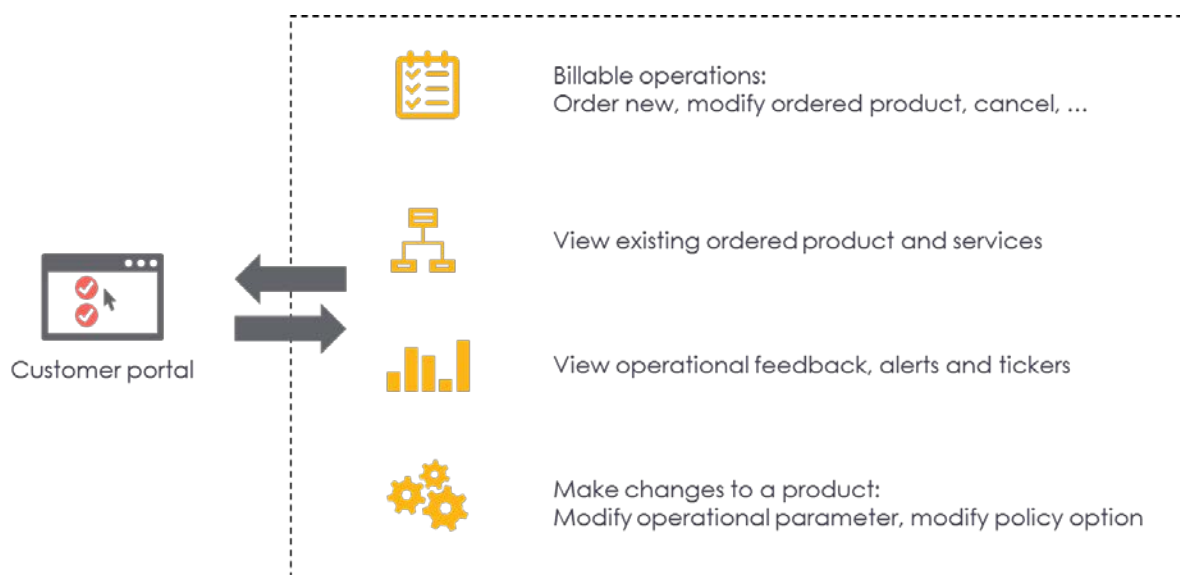 Billable operations:
Order new, modify ordered product, cancel, ...
View existing ordered product and services
Customer portal
View operational feedback, alerts and tickers
Make changes to a product:
Modify operational parameter, modify policy option